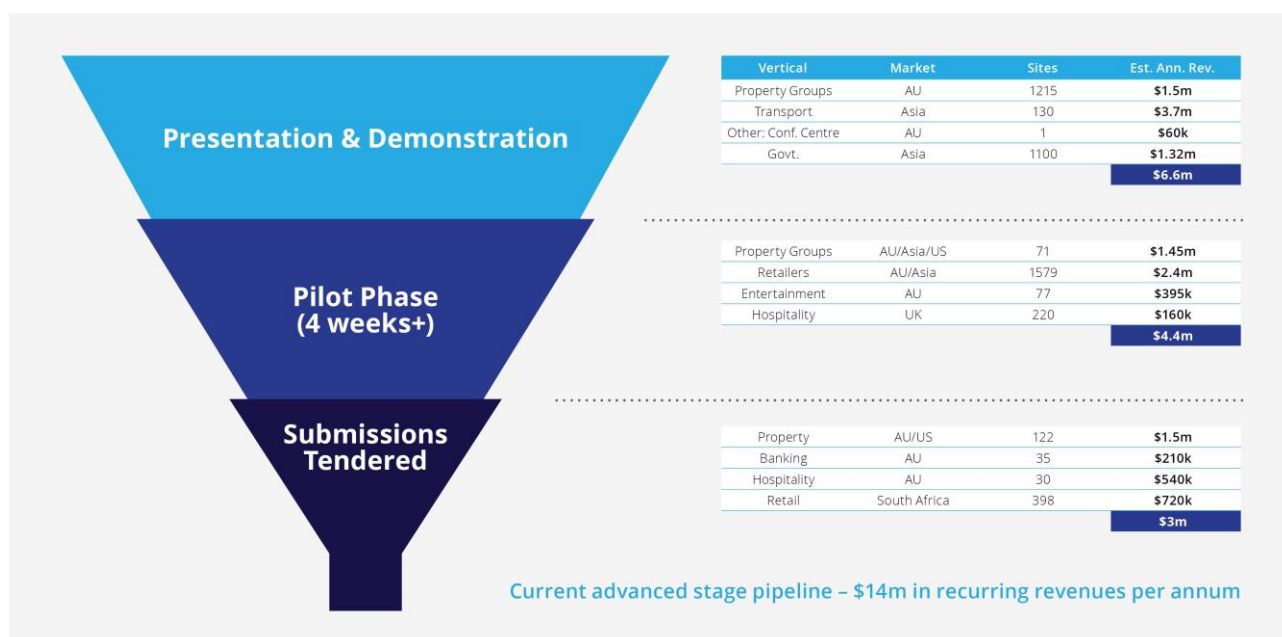 Presentation & Demonstration
Vertical Market Sites Est. Ann. Rev.
Property Groups AU 1215 $1.5m
Transport Asia 130 $3.7m
Other: Conf. Centre AU 1 $60k
Govt. Asia 1100 $1.32m
$6.6m
Pilot Phase
(4 weeks+)
Property Groups AU/Asia/US 71 $1.45m
Retailers AU/Asia 1579 $2.4m
Entertainment AU 77 $395k
Hospitality UK 220 $160k
$4.4m
Submissions
Tendered
Property AU/US 122 $1.5m
Banking AU 35 $210k
Hospitality AU 30 $540k
Retail South Africa 398 $720k
$3m
Current advanced stage pipeline – $14m in recurring revenues per annum